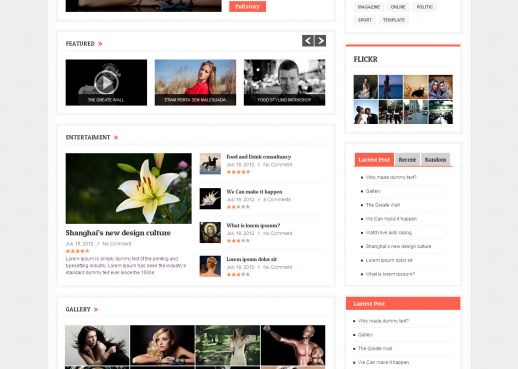 Full story
FEATURED »
THE GREATE WALL
ETIAM PORTA SEM MALESUADA
FOOD STYLING WORKSHOP
ENTERTAIMENT »
Shanghai's new design culture
July 19, 2012 // No Comment
Lorem Ipsum is simply dummy text of the printing and
typesetting industry. Lorem Ipsum has been the industry's
standard dummy text ever since the 1500s
Food and Drink consultancy
July 19, 2012 // No Comment
We Can make it happen
July 19, 2012 // 5 Comments
What is lorem ipsum?
July 18, 2012 // No Comment
Lorem ipsum dolor sit
July 18, 2012 // No Comment
GALLERY »
MAGAZINE ONLINE POLITIC
SPORT TEMPLATE
FLICKR
Lastest Post Recent Random
Who made dummy text?
Gallery
The Greate Wall
We Can make it happen
Watch live auto racing
Shanghai's new design culture
Lorem ipsum dolor sit
What is lorem ipsum?
Lastest Post
Who made dummy text?
Gallery
The Greate Wall
We Can make it happen